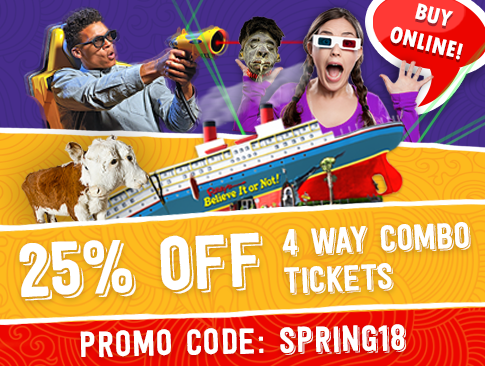 BUY
ONLINE!
Believe It or Not!
25% OFF
4 WAY COMBO
TICKETS
PROMO CODE: SPRING18